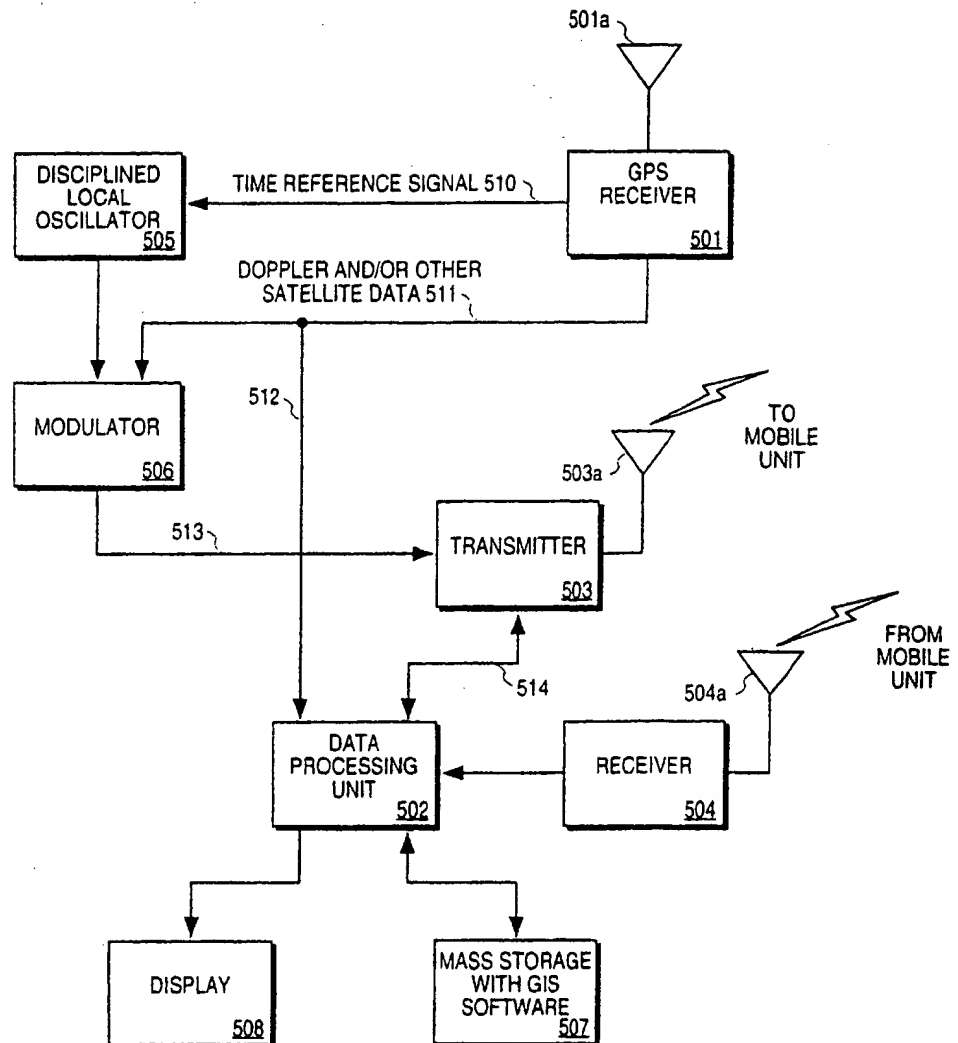 501a
GPS
RECEIVER
501
DISCIPLINED
LOCAL
OSCILLATOR
505
TIME REFERENCE SIGNAL 510
DOPPLER AND/OR OTHER
SATELLITE DATA 511
MODULATOR
506
512
TO
MOBILE
UNIT
503a
513
TRANSMITTER
503
FROM
MOBILE
UNIT
504a
514
DATA
PROCESSING
UNIT
502
RECEIVER
504
DISPLAY
508
MASS STORAGE
WITH GIS
SOFTWARE
507